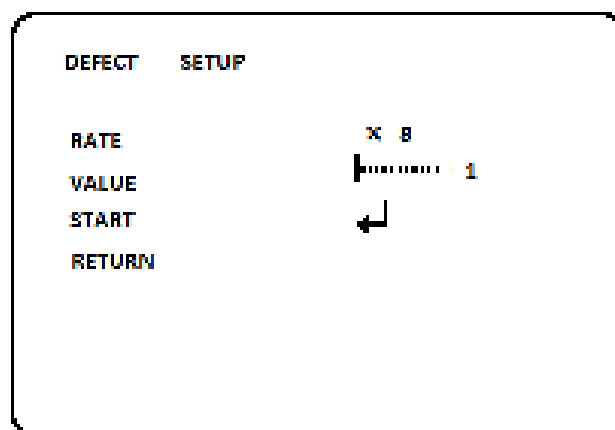 DEFECT SETUP
RATE X 8
VALUE 1
START
RETURN